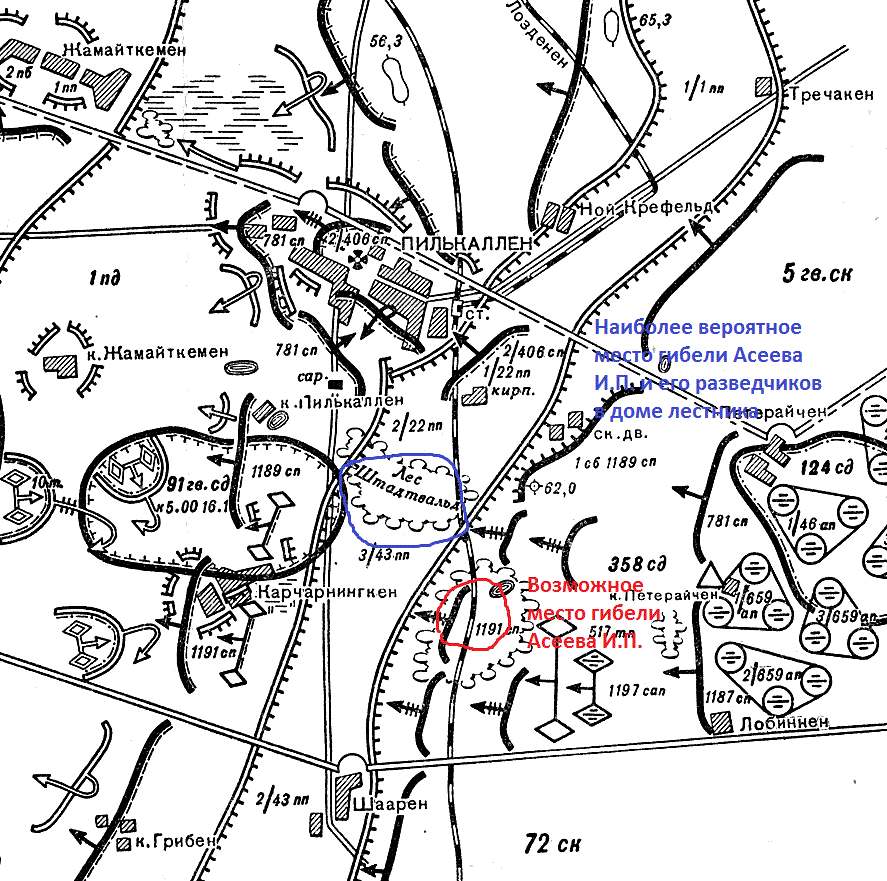 Жамайткемен
2 пб
1 пп
56,3
Лозденен
65,3
1/1 пп
Тречакен
Ной Крефельд
781 сп
2/406 сп
ПИЛЬКАЛЛЕН
1 пд
5 гв. ск
ст.
к. Жамайткемен
781 сп
сар.
2/406 сп
1/22 пп
кирп.
Наиболее вероятное
место гибели Асеева
И.П. и его разведчиков
в доме лестника
к. Пилькаллен
2/22 пп
Петерайчен
ск. дв.
1 сб 1189 сп
10 т.
91 гв. сд
к 5.00 16.1
1189 сп
Лес
Штадтвальд
62,0
124 сд
781 сп
1/46 ап
3/43 пп
358 сд
Карчарнингкен
к. Петерайчен
Возможное
место гибели
Асеева И.П.
659
ап
3/659 ап
1191 сп
1191 сп
517 тп
1197 сап
2/659 ап
1187 сп
Лобиннен
2/43 пп
Шаарен
к. Грибен
72 ск